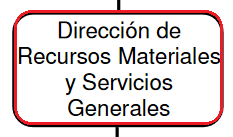 Dirección de
Recursos Materiales
y Servicios
Generales